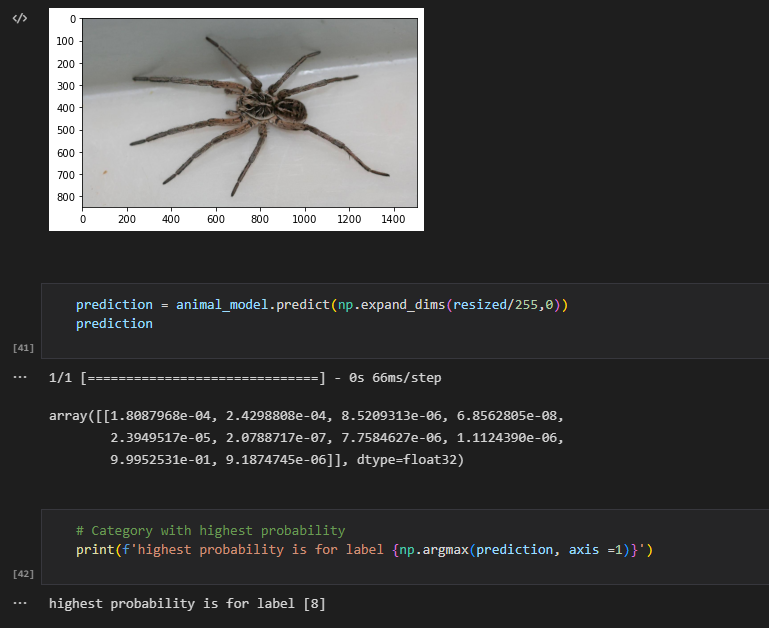 </>
0
100
200
300
400
500
600
700
800
0 200 400 600 800 1000 1200 1400
prediction = animal_model.predict(np.expand_dims(resized/255,0))
prediction
[41]
... 1/1 [==============================] - 0s 66ms/step
array([[1.8087968e-04, 2.4298808e-04, 8.5209313e-06, 6.8562805e-08,
2.3949517e-05, 2.0788717e-07, 7.7584627e-06, 1.1124390e-06,
9.9952531e-01, 9.1874745e-06]], dtype=float32)
# Category with highest probability
print(f'highest probability is for label {np.argmax(prediction, axis =1)}')
[42]
... highest probability is for label [8]